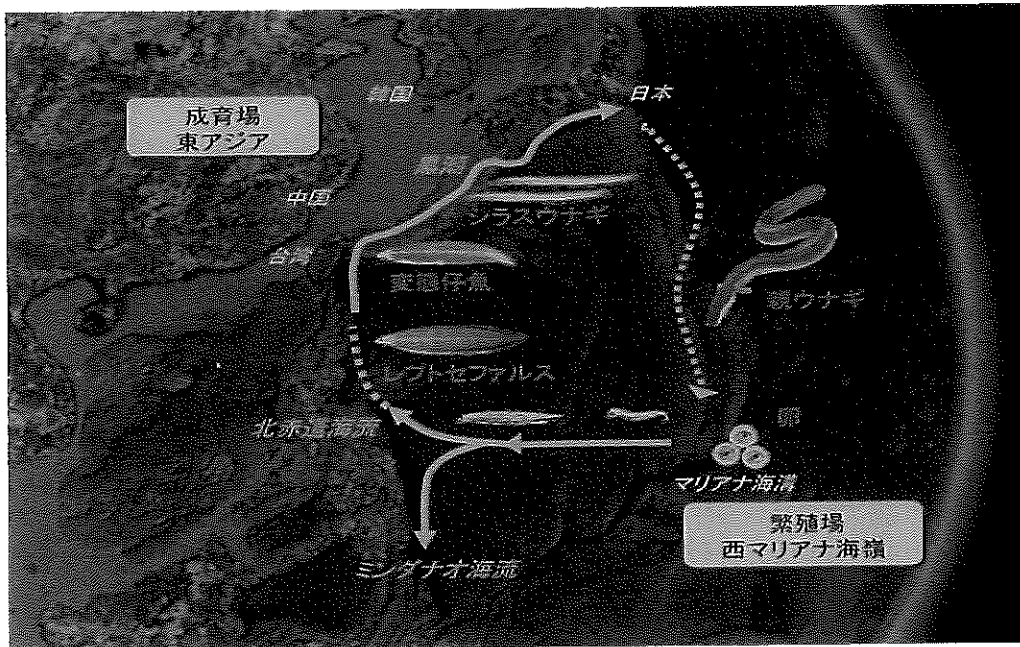 韓国
日本
成育場
東アジア
黒潮
中国
シラスウナギ
台湾
変態仔魚
親ウナギ
レプトセファルス
卵
北赤道海流
マリアナ海溝
繁殖場
西マリアナ海嶺
ミンダナオ海流